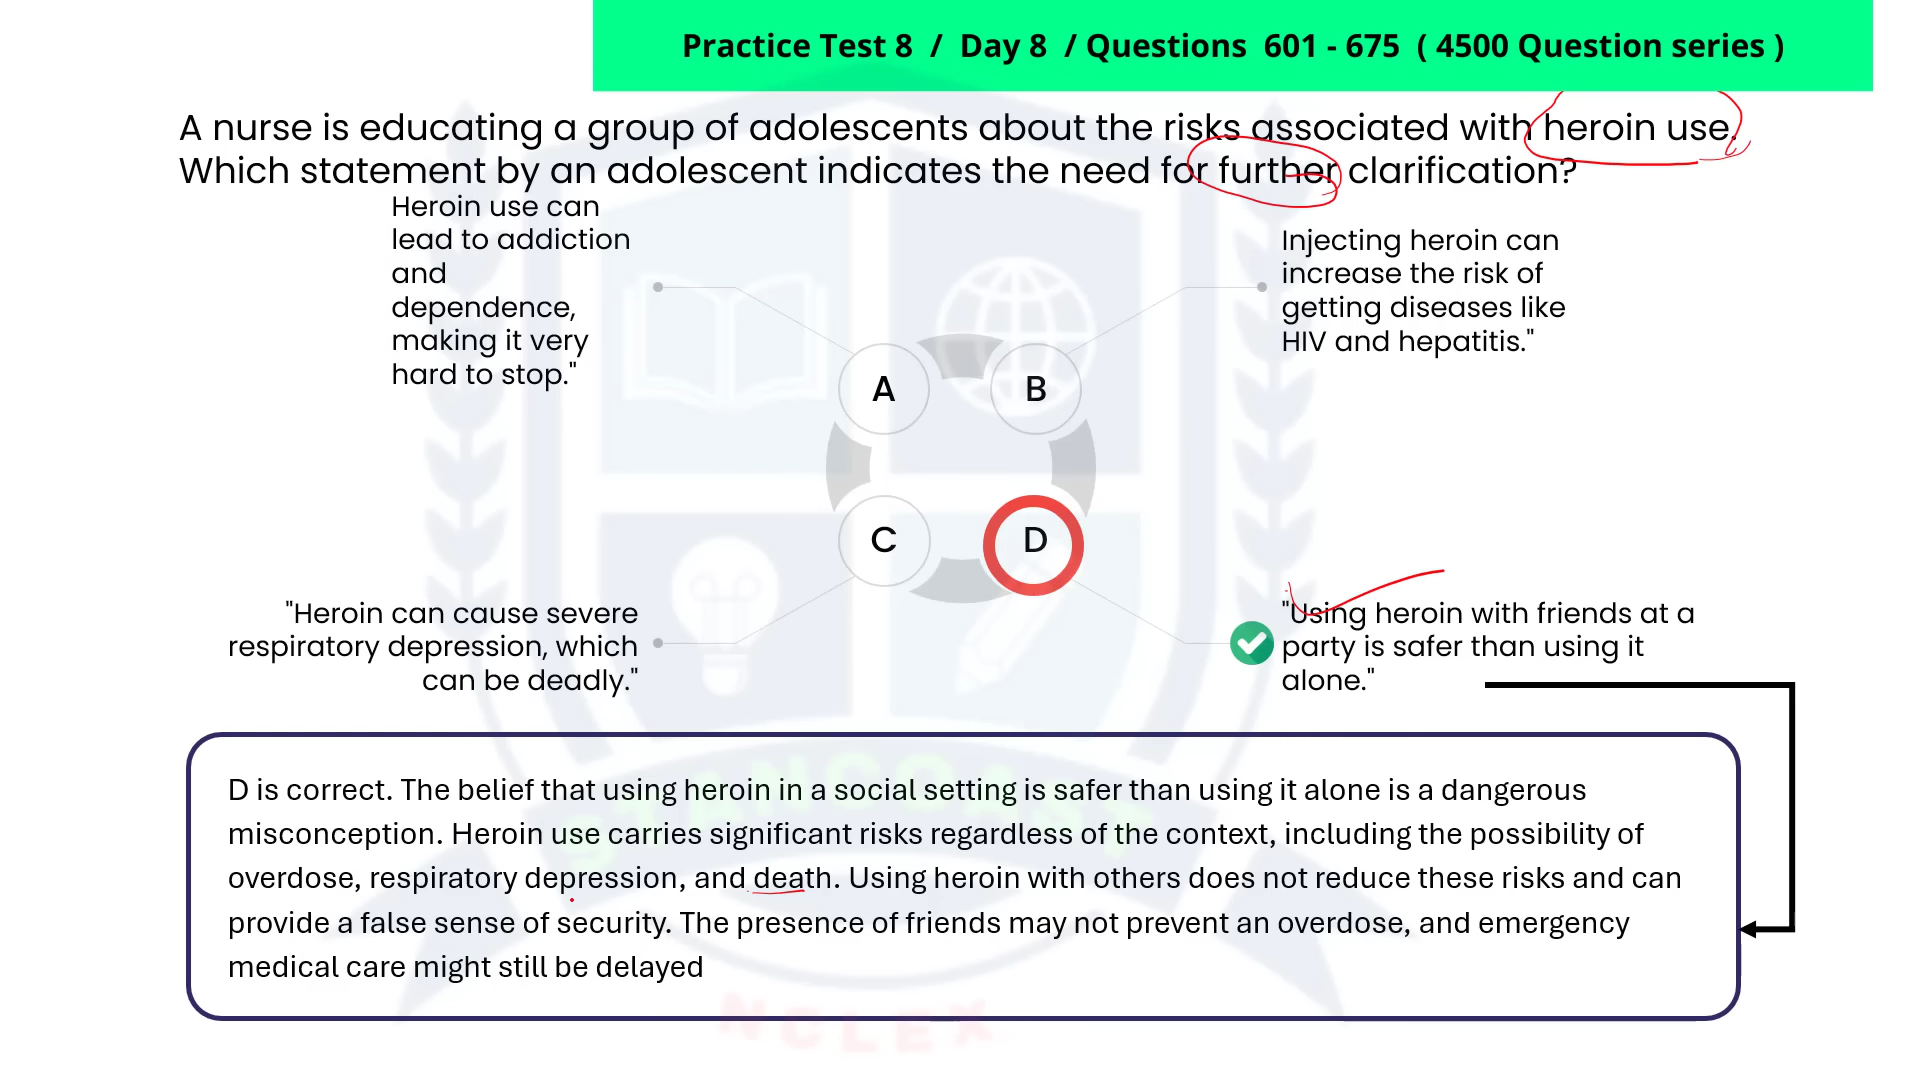 Practice Test 8 / Day 8 / Questions 601 - 675 ( 4500 Question series )
A nurse is educating a group of adolescents about the risks associated with heroin use.
Which statement by an adolescent indicates the need for further clarification?
Heroin use can
lead to addiction
and
dependence,
making it very
hard to stop."
Injecting heroin can
increase the risk of
getting diseases like
HIV and hepatitis."
A
B
C
D
"Heroin can cause severe
respiratory depression, which
can be deadly."
"Using heroin with friends at a
party is safer than using it
alone."
D is correct. The belief that using heroin in a social setting is safer than using it alone is a dangerous
misconception. Heroin use carries significant risks regardless of the context, including the possibility of
overdose, respiratory depression, and death. Using heroin with others does not reduce these risks and can
provide a false sense of security. The presence of friends may not prevent an overdose, and emergency
medical care might still be delayed
STANCOAST
NCLEX